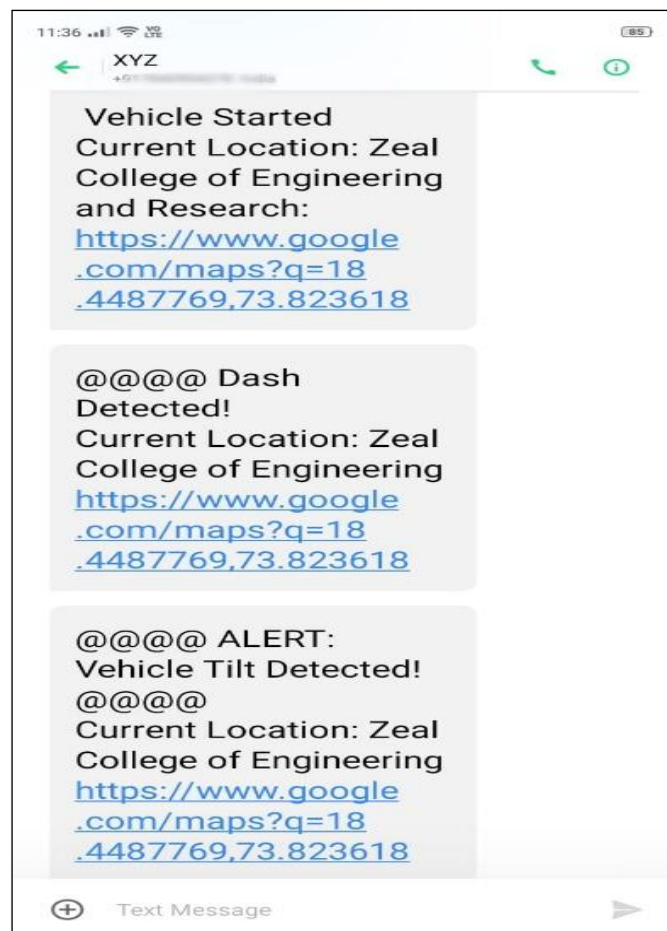 11:36
VO
LTE
85
XYZ
Vehicle Started
Current Location: Zeal
College of Engineering
and Research:
https://www.google
.com/maps?q=18
.4487769,73.823618
@@@@ Dash
Detected!
Current Location: Zeal
College of Engineering
https://www.google
.com/maps?q=18
.4487769,73.823618
@@@@ ALERT:
Vehicle Tilt Detected!
@@@@
Current Location: Zeal
College of Engineering
https://www.google
.com/maps?q=18
.4487769,73.823618
Text Message